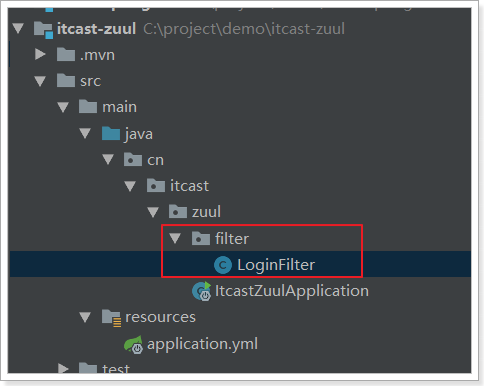 itcast-zuul C:\project\demo\itcast-zuul
.mvn
src
main
java
cn
itcast
zuul
filter
LoginFilter
ItcastZuulApplication
resources
application.yml
test